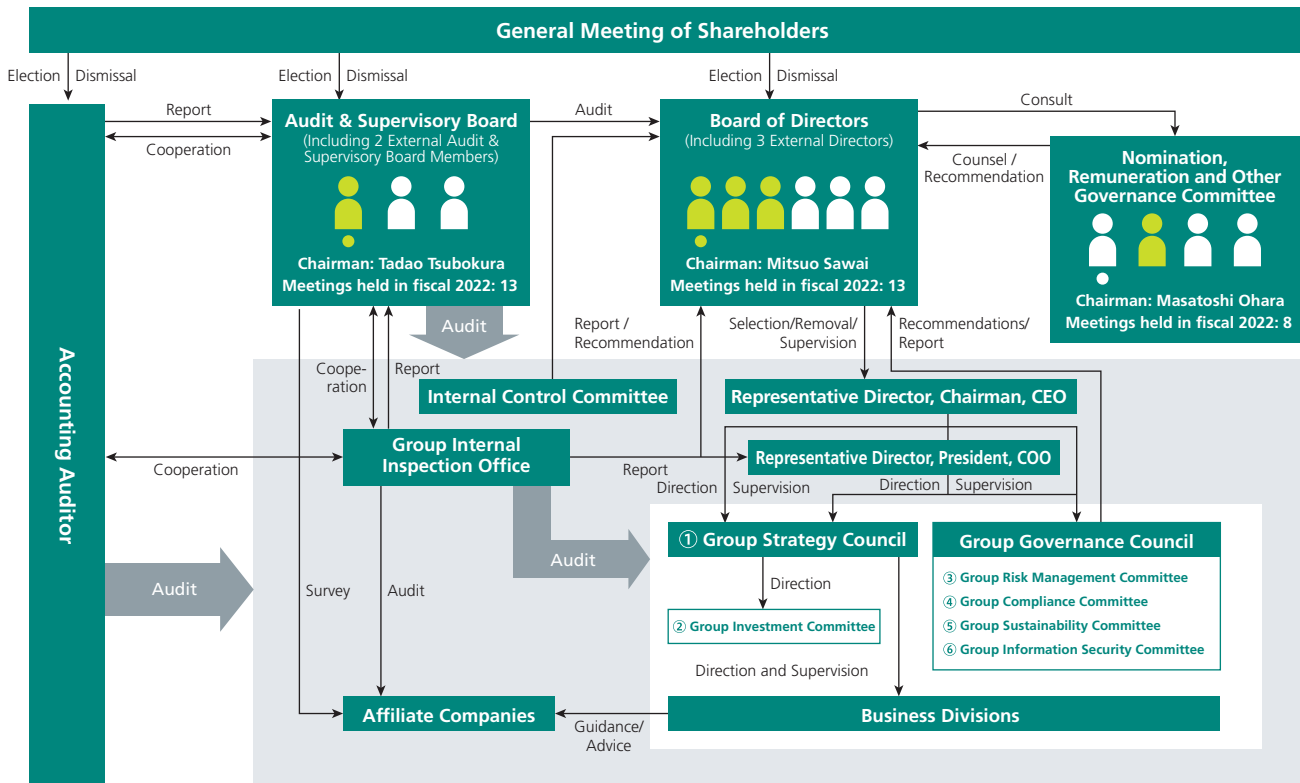 General Meeting of Shareholders
Election
Dismissal
Election
Dismissal
Election
Dismissal
Report
Cooperation
Audit & Supervisory Board
(Including 2 External Audit &
Supervisory Board Members)
Chairman: Tadao Tsubokura
Meetings held in fiscal 2022: 13
Audit
Board of Directors
(Including 3 External Directors)
Chairman: Mitsuo Sawai
Meetings held in fiscal 2022: 13
Consult
Counsel /
Recommendation
Nomination,
Remuneration and Other
Governance Committee
Chairman: Masatoshi Ohara
Meetings held in fiscal 2022: 8
Accounting Auditor
Audit
Report /
Recommendation
Selection/Removal/
Supervision
Recommendations/
Report
Coope-
ration
Report
Internal Control Committee
Representative Director, Chairman, CEO
Group Internal
Inspection Office
Cooperation
Report
Representative Director, President, COO
Direction
Supervision
Direction
Supervision
Audit
Audit
① Group Strategy Council
Group Governance Council
Survey
Audit
Direction
② Group Investment Committee
③ Group Risk Management Committee
④ Group Compliance Committee
⑤ Group Sustainability Committee
⑥ Group Information Security Committee
Direction and Supervision
Affiliate Companies
Guidance/
Advice
Business Divisions